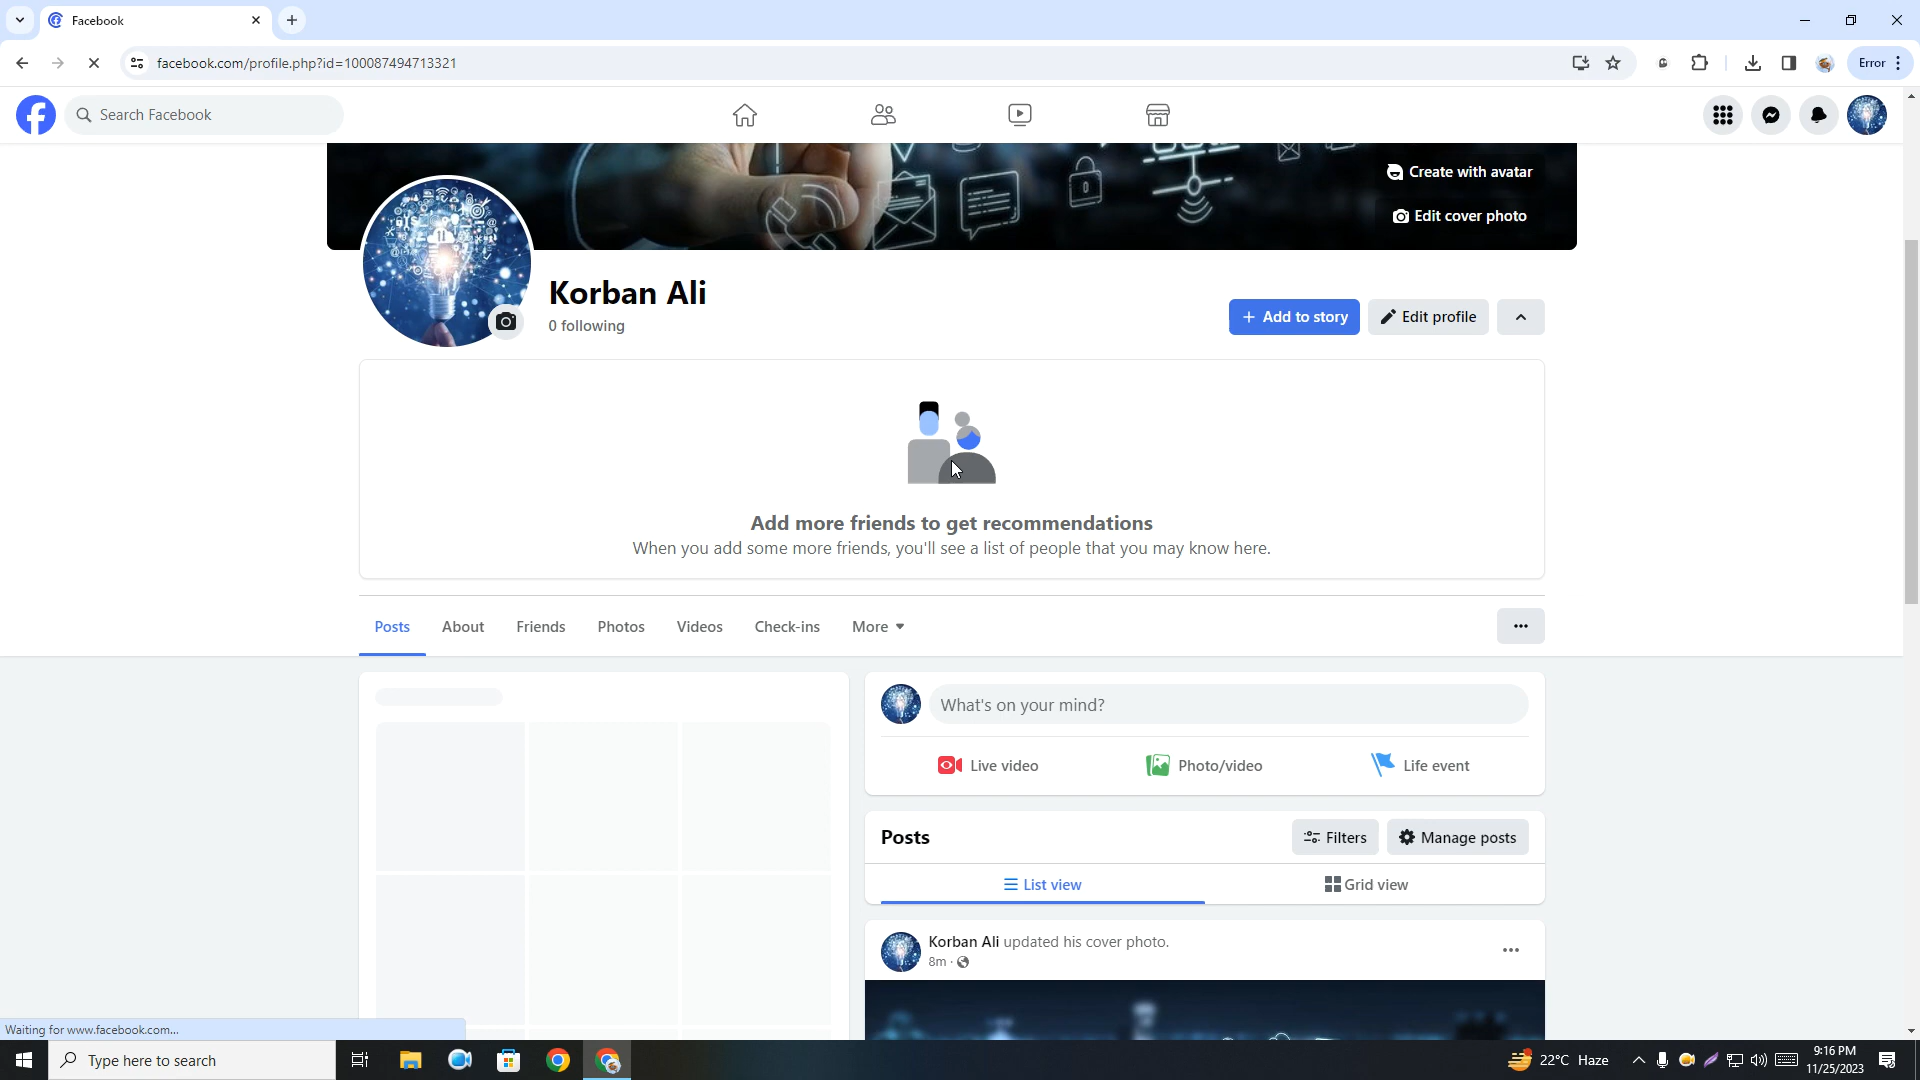 Facebook
facebook.com/profile.php?id=100087494713321
Error
Search Facebook
Create with avatar
Edit cover photo
Korban Ali
0 following
+ Add to story
Edit profile
Add more friends to get recommendations
When you add some more friends, you'll see a list of people that you may know here.
Posts About Friends Photos Videos Check-ins More
What's on your mind?
Live video Photo/video Life event
Posts
Filters Manage posts
List view Grid view
Korban Ali updated his cover photo.
8m ·
Waiting for www.facebook.com...
Type here to search
22°C Haze
9:16 PM
11/25/2023